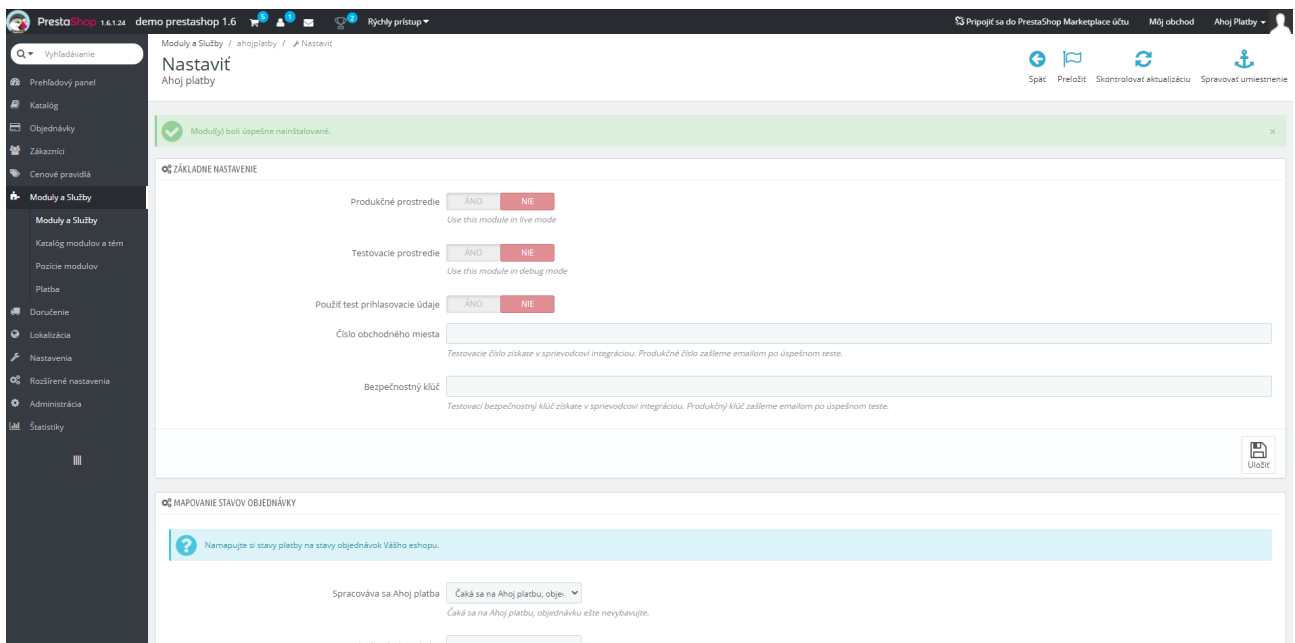 PrestaShop 1.6.1.24 demo prestashop 1.6 5 1 2 Rýchly prístup Pripojiť sa do PrestaShop Marketplace účtu Môj obchod Ahoj Platby
Vyhľadávanie
Prehľadový panel
Katalóg
Objednávky
Zákazníci
Cenové pravidlá
Moduly a Služby
Moduly a Služby
Katalóg modulov a tém
Pozície modulov
Platba
Doručenie
Lokalizácia
Nastavenia
Rozšírené nastavenia
Administrácia
Štatistiky
Moduly a Služby / ahojplatby / Nastaviť
Nastaviť
Ahoj platby
Späť Preložiť Skontrolovať aktualizáciu Spravovať umiestnenie
Modul(y) boli úspešne nainštalované. ×
ZÁKLADNE NASTAVENIE
Produkčné prostredie ÁNO NIE
Use this module in live mode
Testovacie prostredie ÁNO NIE
Use this module in debug mode
Použiť test prihlasovacie údaje ÁNO NIE
Číslo obchodného miesta
Testovacie číslo získate v sprievodcovi integráciou. Produkčné číslo zašleme emailom po úspešnom teste.
Bezpečnostný kľúč
Testovací bezpečnostný kľúč získate v sprievodcovi integráciou. Produkčný kľúč zašleme emailom po úspešnom teste.
Uložiť
MAPOVANIE STAVOV OBJEDNÁVKY
Namapujte si stavy platby na stavy objednávok Vášho eshopu.
Spracováva sa Ahoj platba Čaká sa na Ahoj platbu, obje
Čaká sa na Ahoj platbu, objednávku ešte nevybavujte.